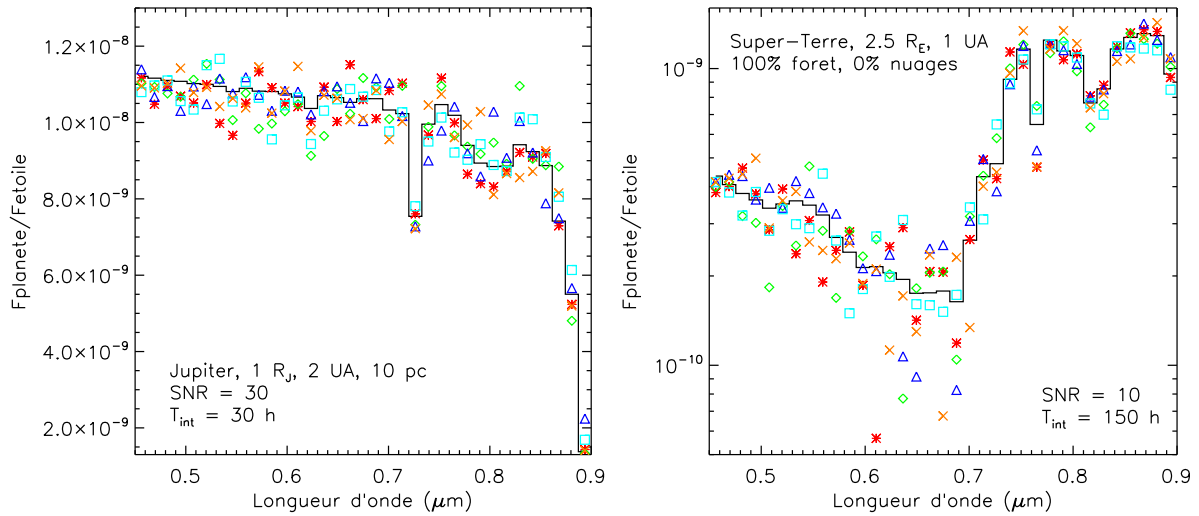 1.2×10⁻⁸
1.0×10⁻⁸
8.0×10⁻⁹
6.0×10⁻⁹
4.0×10⁻⁹
2.0×10⁻⁹
Fplanete/Fetoile
Jupiter, 1 R_J, 2 UA, 10 pc
SNR = 30
T_int = 30 h
0.5 0.6 0.7 0.8 0.9
Longueur d'onde (μm)
Super−Terre, 2.5 R_E, 1 UA
100% foret, 0% nuages
10⁻⁹
10⁻¹⁰
Fplanete/Fetoile
SNR = 10
T_int = 150 h
0.5 0.6 0.7 0.8 0.9
Longueur d'onde (μm)